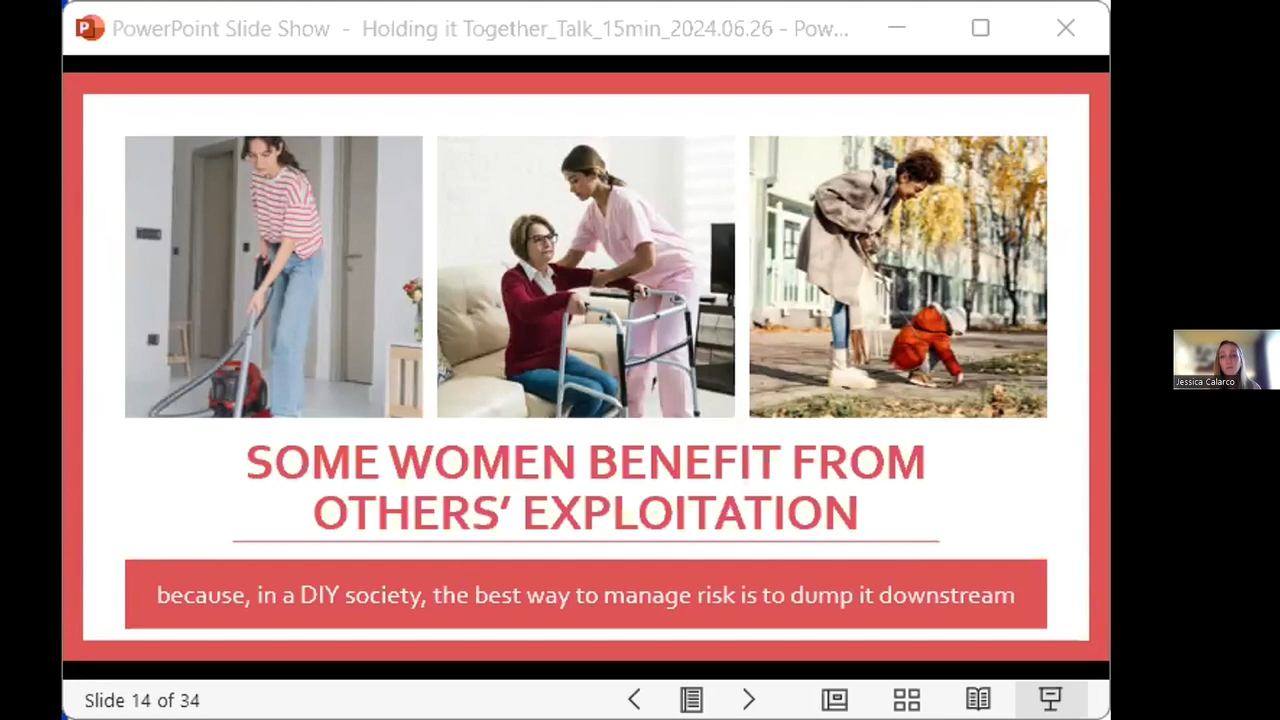 PowerPoint Slide Show - Holding it Together_Talk_15min_2024.06.26 - Pow...
Jessica Calarco
SOME WOMEN BENEFIT FROM
OTHERS’ EXPLOITATION
because, in a DIY society, the best way to manage risk is to dump it downstream
Slide 14 of 34